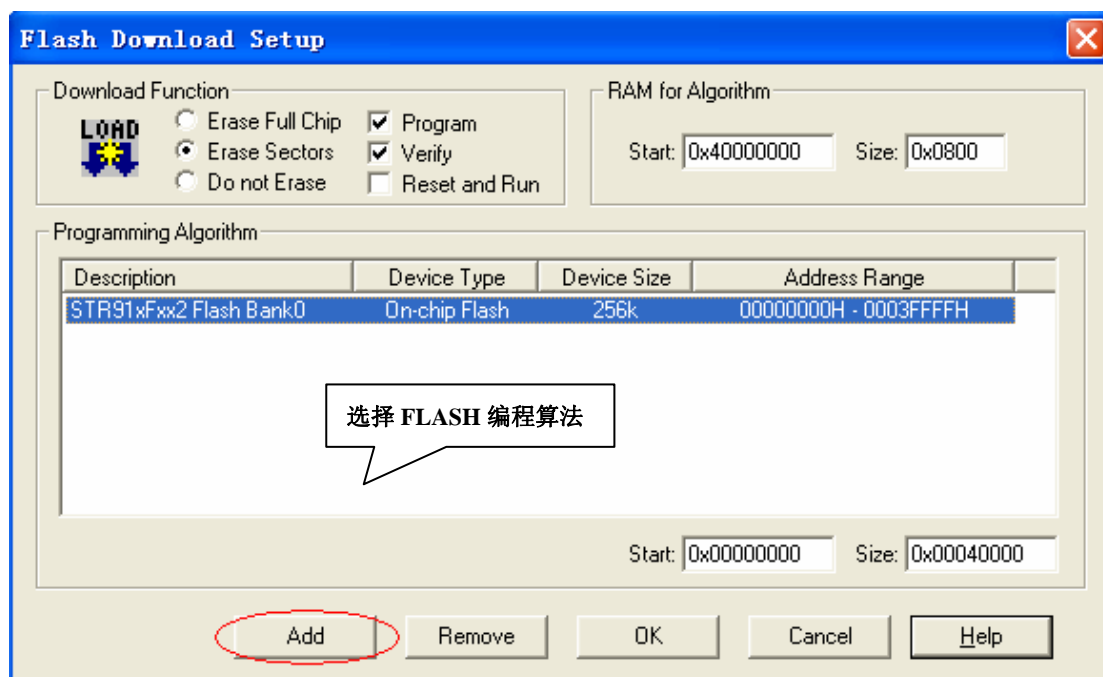 Flash Download Setup
Download Function
RAM for Algorithm
LOAD
Erase Full Chip
Program
Erase Sectors
Verify
Start: 0x40000000 Size: 0x0800
Do not Erase
Reset and Run
Programming Algorithm
Description Device Type Device Size Address Range
STR91xFxx2 Flash Bank0 On-chip Flash 256k 00000000H - 0003FFFFH
选择 FLASH 编程算法
Start: 0x00000000 Size: 0x00040000
Add Remove OK Cancel Help